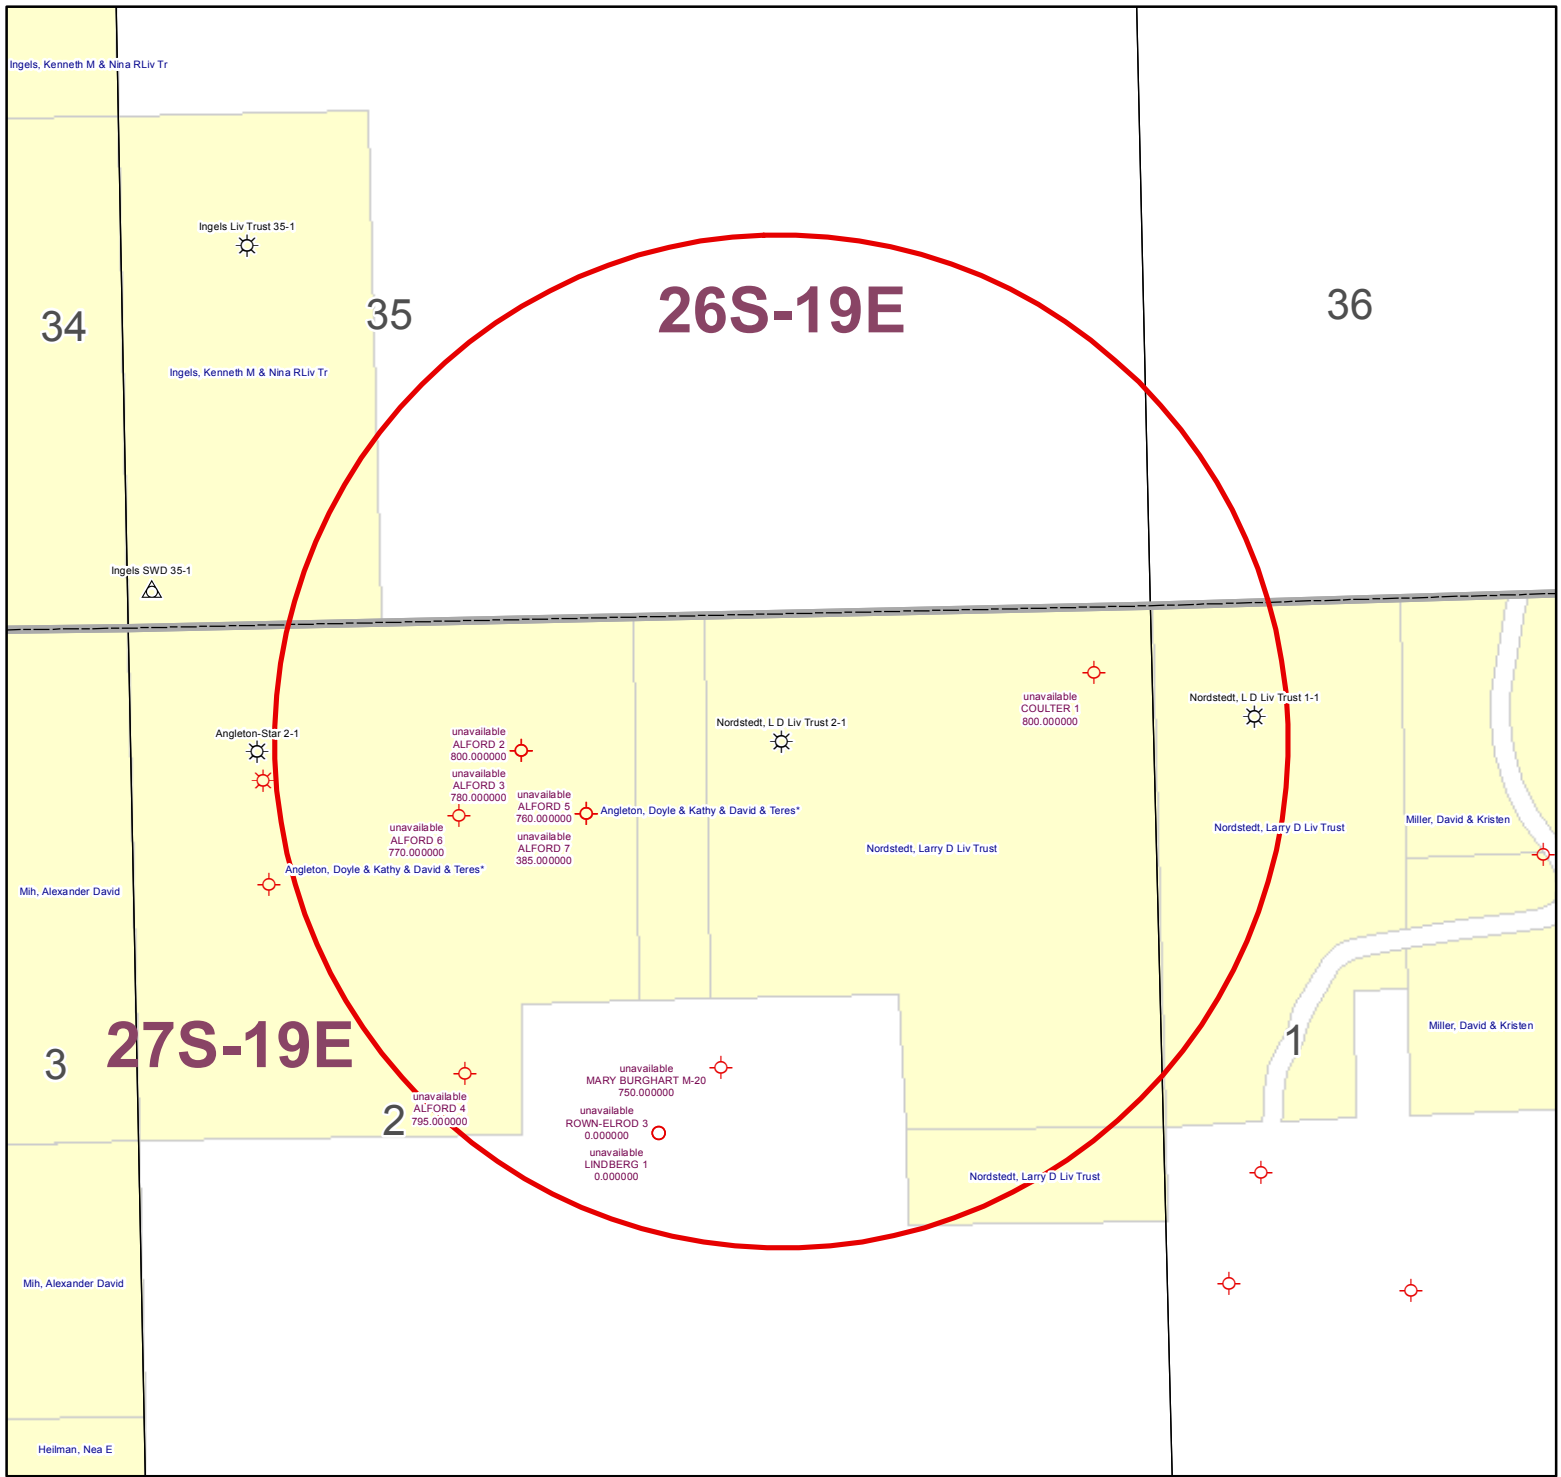 Ingels, Kenneth M & Nina RLiv Tr
Ingels Liv Trust 35-1
26S-19E
36
35
34
Ingels, Kenneth M & Nina RLiv Tr
Ingels SWD 35-1
unavailable
COULTER 1
800.000000
Nordstedt, L D Liv Trust 1-1
Nordstedt, L D Liv Trust 2-1
Angleton-Star 2-1
unavailable
ALFORD 2
800.000000
unavailable
ALFORD 3
780.000000
unavailable
ALFORD 5
760.000000
Angleton, Doyle & Kathy & David & Teres*
unavailable
ALFORD 6
770.000000
unavailable
ALFORD 7
385.000000
Nordstedt, Larry D Liv Trust
Nordstedt, Larry D Liv Trust
Miller, David & Kristen
Angleton, Doyle & Kathy & David & Teres*
Mih, Alexander David
27S-19E
3
1
Miller, David & Kristen
2
unavailable
ALFORD 4
795.000000
unavailable
MARY BURGHART M-20
750.000000
unavailable
ROWN-ELROD 3
0.000000
unavailable
LINDBERG 1
0.000000
Nordstedt, Larry D Liv Trust
Mih, Alexander David
Heilman, Nea E